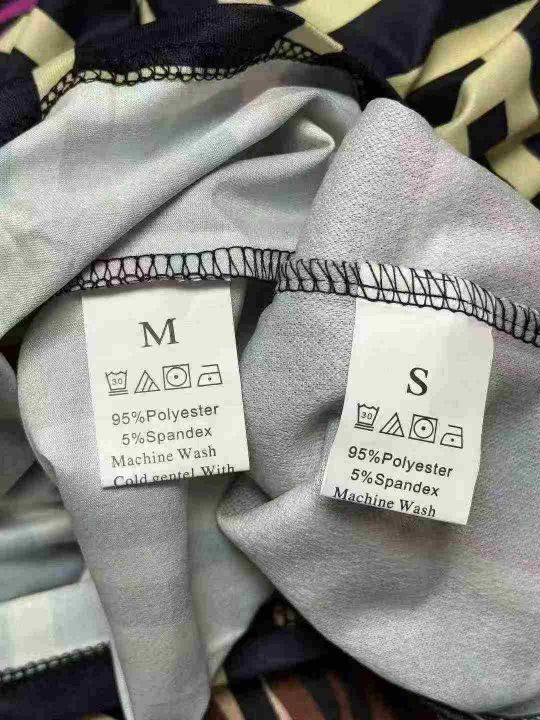 M
30
95%Polyester
5%Spandex
Machine Wash
Cold gentel With
S
30
95%Polyester
5%Spandex
Machine Wash